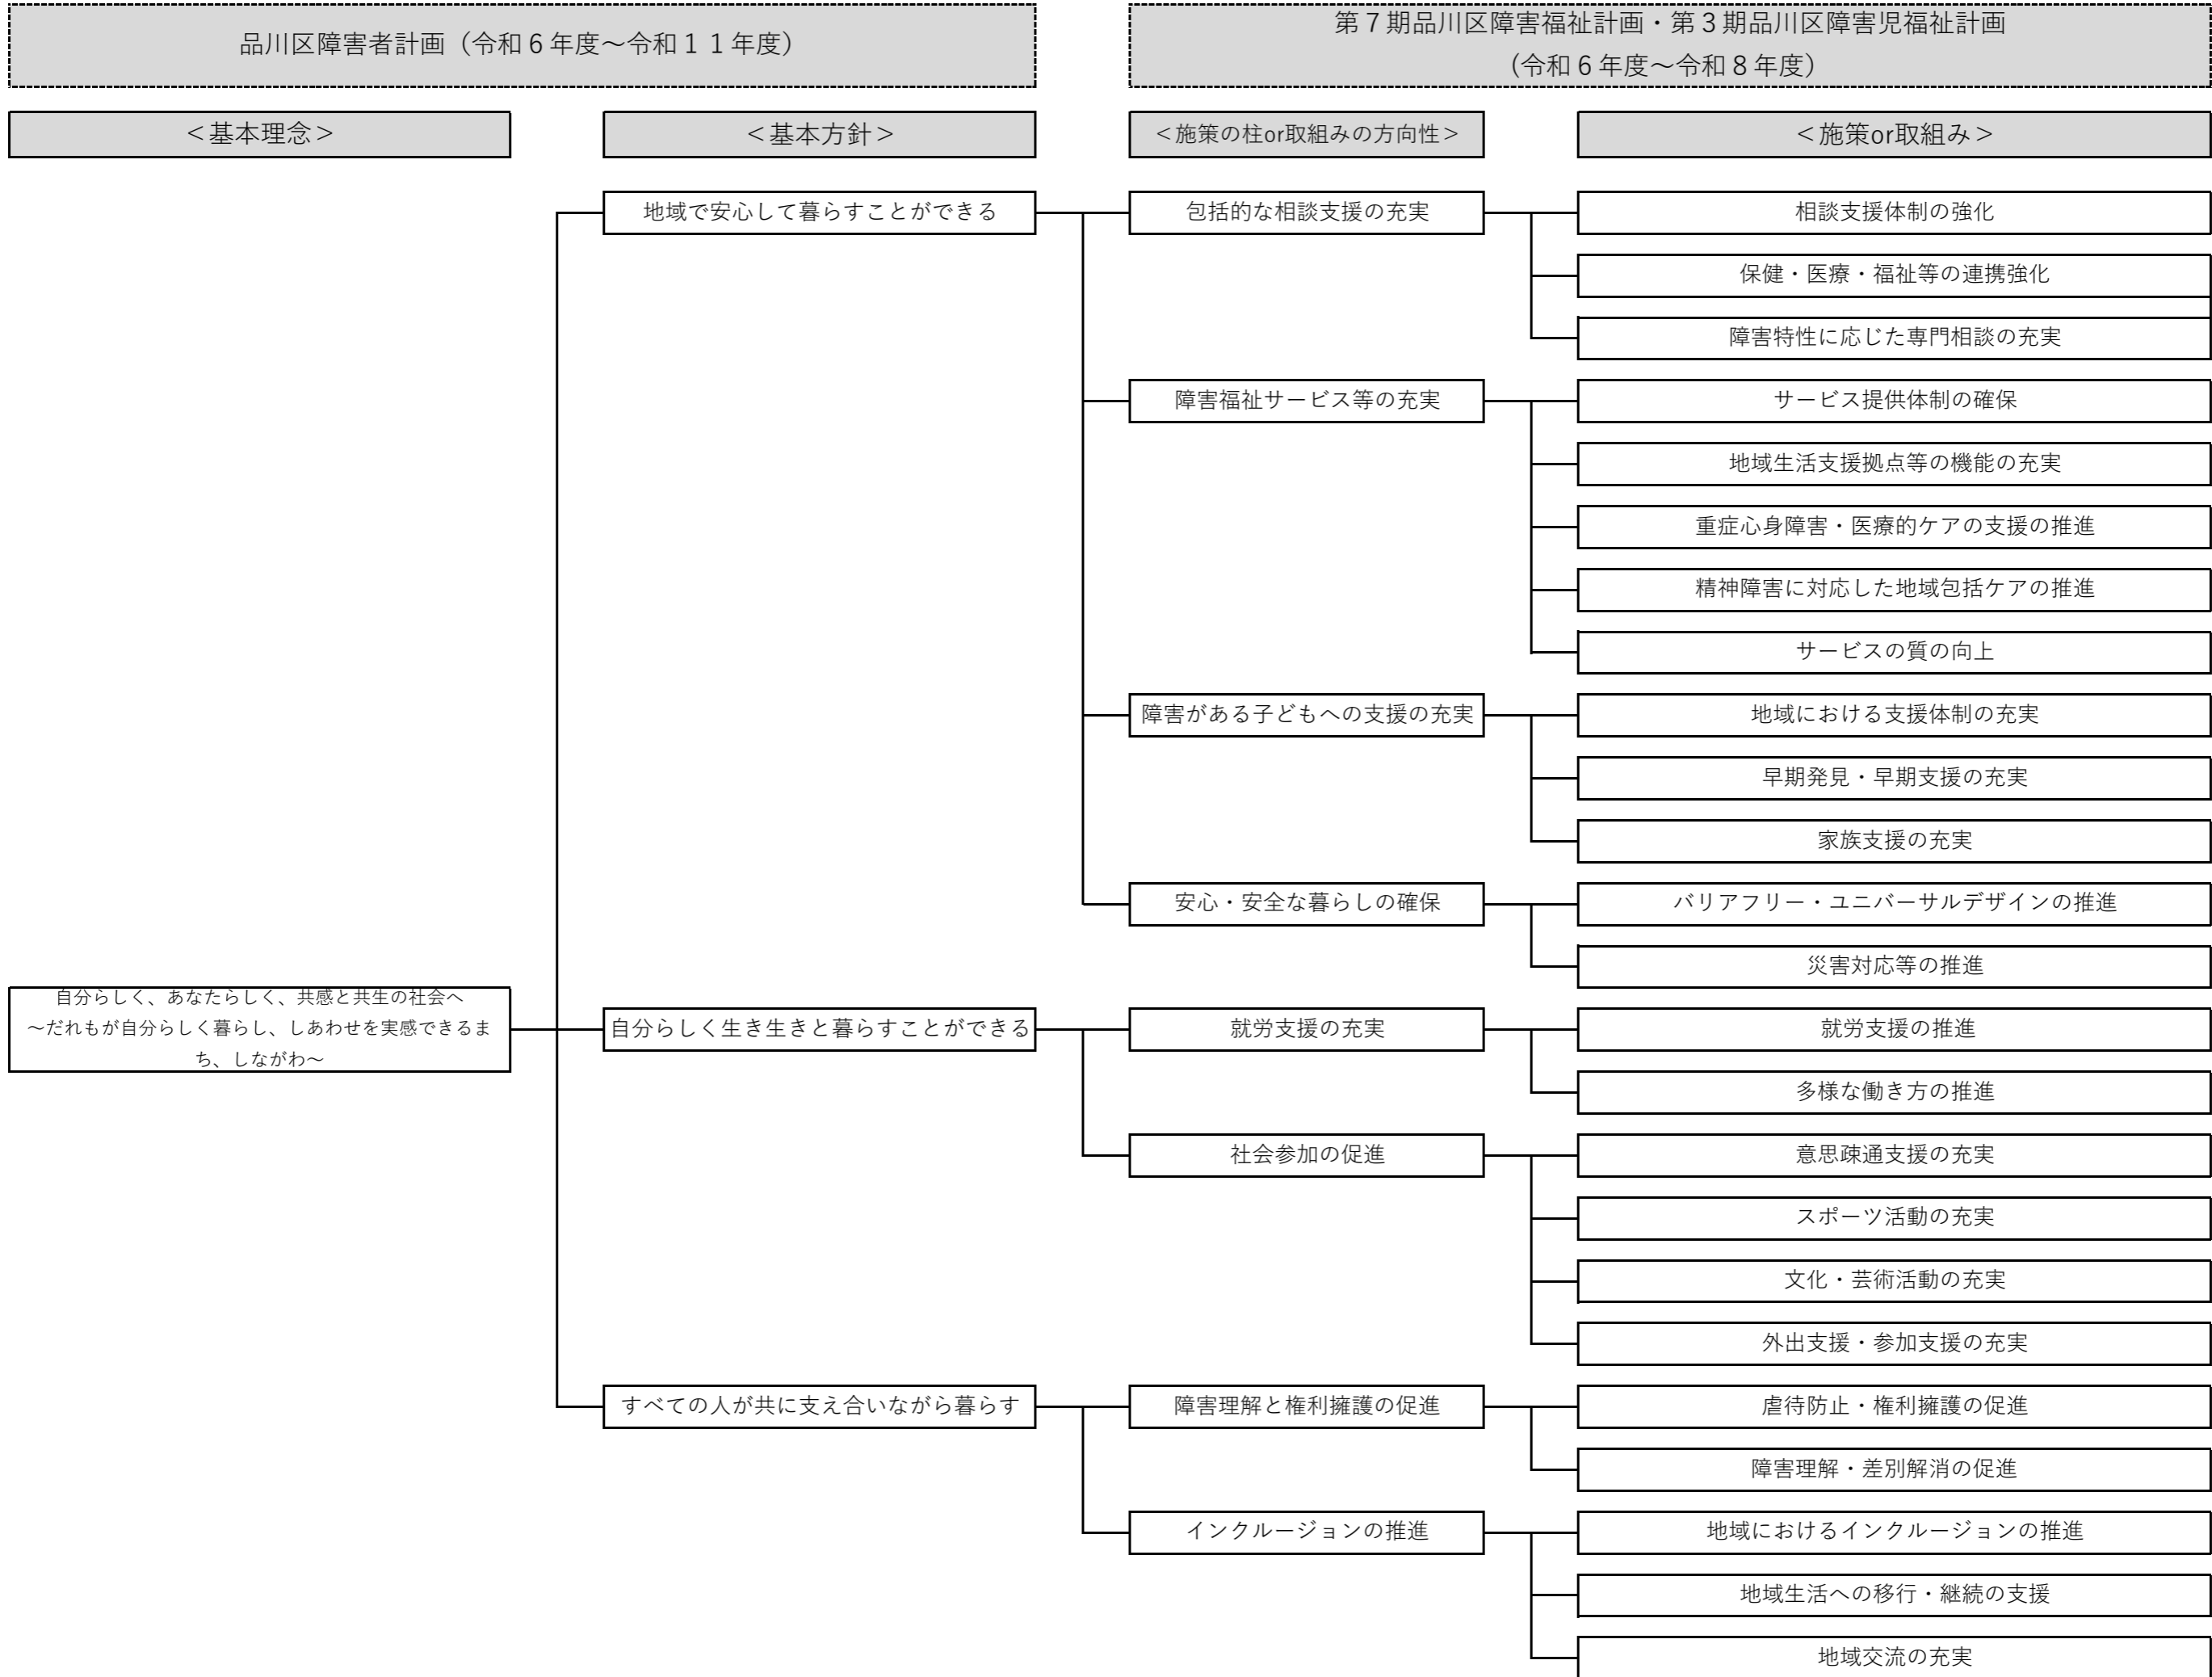 品川区障害者計画（令和６年度～令和１１年度）
第７期品川区障害福祉計画・第３期品川区障害児福祉計画
（令和６年度～令和８年度）
＜基本理念＞
＜基本方針＞
＜施策の柱or取組みの方向性＞
＜施策or取組み＞
自分らしく、あなたらしく、共感と共生の社会へ
～だれもが自分らしく暮らし、しあわせを実感できるま
ち、しながわ～
地域で安心して暮らすことができる
包括的な相談支援の充実
相談支援体制の強化
保健・医療・福祉等の連携強化
障害特性に応じた専門相談の充実
障害福祉サービス等の充実
サービス提供体制の確保
地域生活支援拠点等の機能の充実
重症心身障害・医療的ケアの支援の推進
精神障害に対応した地域包括ケアの推進
サービスの質の向上
障害がある子どもへの支援の充実
地域における支援体制の充実
早期発見・早期支援の充実
家族支援の充実
安心・安全な暮らしの確保
バリアフリー・ユニバーサルデザインの推進
災害対応等の推進
自分らしく生き生きと暮らすことができる
就労支援の充実
就労支援の推進
多様な働き方の推進
社会参加の促進
意思疎通支援の充実
スポーツ活動の充実
文化・芸術活動の充実
外出支援・参加支援の充実
すべての人が共に支え合いながら暮らす
障害理解と権利擁護の促進
虐待防止・権利擁護の促進
障害理解・差別解消の促進
インクルージョンの推進
地域におけるインクルージョンの推進
地域生活への移行・継続の支援
地域交流の充実